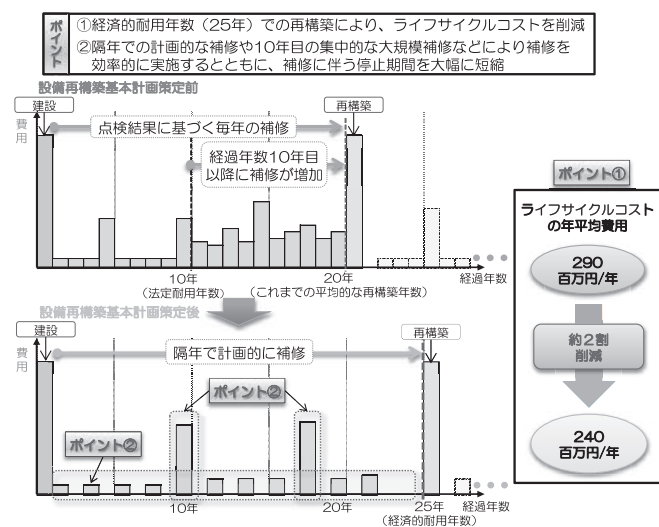 ポイント
①経済的耐用年数（25年）での再構築により、ライフサイクルコストを削減
②隔年での計画的な補修や10年目の集中的な大規模補修などにより補修を
効率的に実施するとともに、補修に伴う停止期間を大幅に短縮
設備再構築基本計画策定前
建設
再構築
費用
点検結果に基づく毎年の補修
経過年数10年目
以降に補修が増加
10年
（法定耐用年数）
20年
（これまでの平均的な再構築年数）
経過年数
設備再構築基本計画策定後
建設
再構築
費用
隔年で計画的に補修
ポイント②
ポイント②
10年
20年
25年
（経済的耐用年数）
経過年数
ポイント①
ライフサイクルコスト
の年平均費用
290
百万円/年
約2割
削減
240
百万円/年